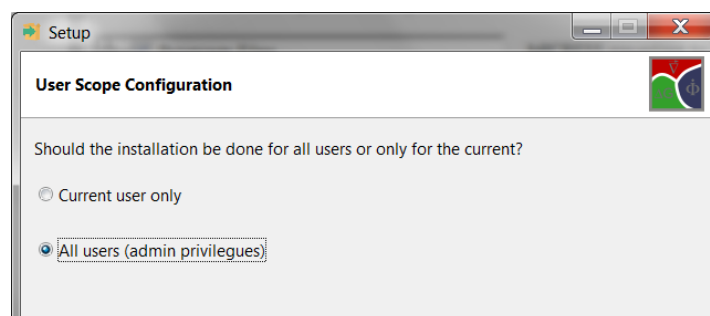 Setup
User Scope Configuration
Should the installation be done for all users or only for the current?
Current user only
All users (admin privilegues)